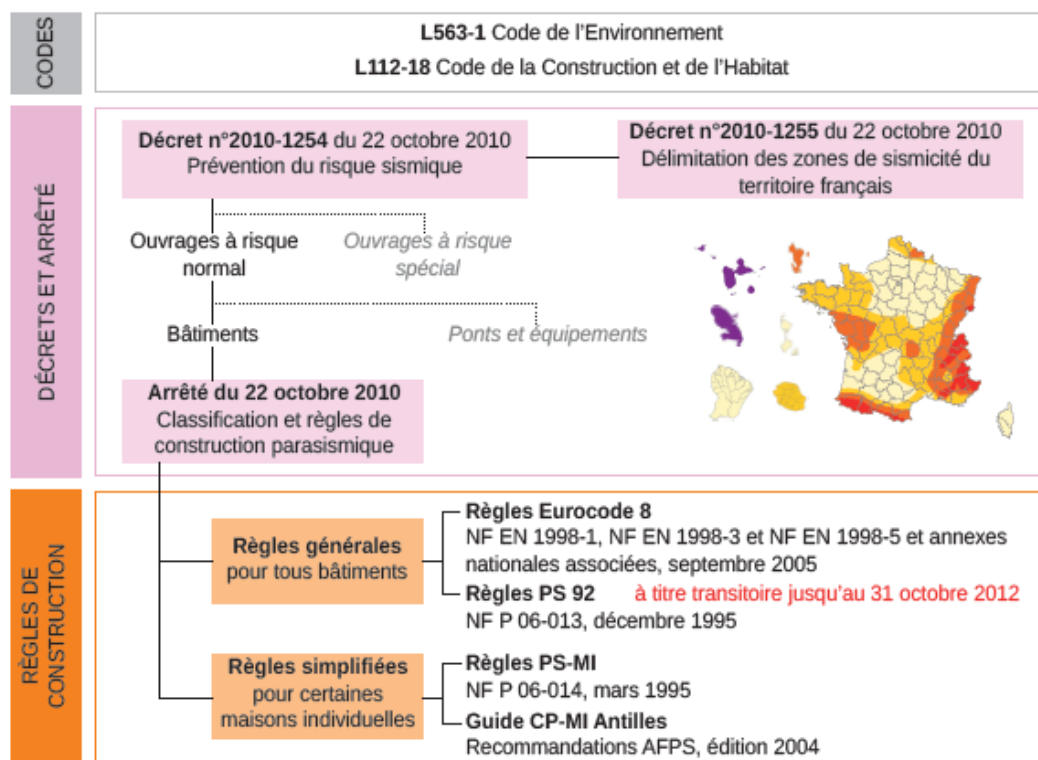 CODES
L563-1 Code de l'Environnement
L112-18 Code de la Construction et de l'Habitat
DÉCRETS ET ARRÊTÉ
Décret n°2010-1254 du 22 octobre 2010
Prévention du risque sismique
Décret n°2010-1255 du 22 octobre 2010
Délimitation des zones de sismicité du
territoire français
Ouvrages à risque
normal
Ouvrages à risque
spécial
Bâtiments
Ponts et équipements
Arrêté du 22 octobre 2010
Classification et règles de
construction parasismique
RÈGLES DE
CONSTRUCTION
Règles générales
pour tous bâtiments
Règles Eurocode 8
NF EN 1998-1, NF EN 1998-3 et NF EN 1998-5 et annexes
nationales associées, septembre 2005
Règles PS 92 à titre transitoire jusqu'au 31 octobre 2012
NF P 06-013, décembre 1995
Règles simplifiées
pour certaines
maisons individuelles
Règles PS-MI
NF P 06-014, mars 1995
Guide CP-MI Antilles
Recommandations AFPS, édition 2004